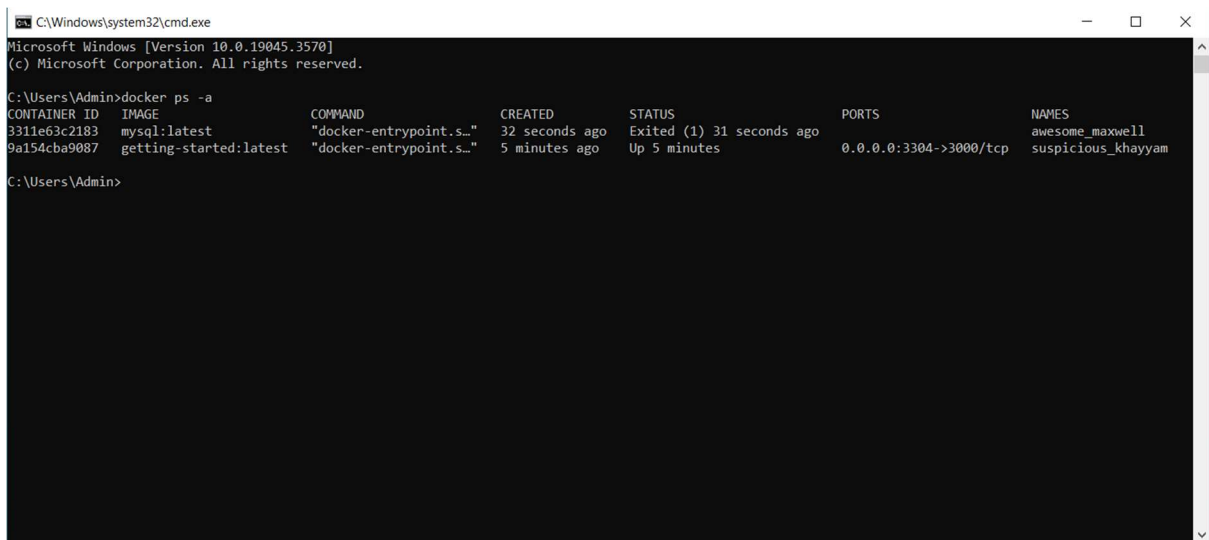 C:\Windows\system32\cmd.exe
Microsoft Windows [Version 10.0.19045.3570]
(c) Microsoft Corporation. All rights reserved.
C:\Users\Admin>docker ps -a
CONTAINER ID   IMAGE                    COMMAND                  CREATED          STATUS                      PORTS                    NAMES
3311e63c2183   mysql:latest             "docker-entrypoint.s…"   32 seconds ago   Exited (1) 31 seconds ago                            awesome_maxwell
9a154cba9087   getting-started:latest   "docker-entrypoint.s…"   5 minutes ago    Up 5 minutes                0.0.0.0:3304->3000/tcp   suspicious_khayyam
C:\Users\Admin>